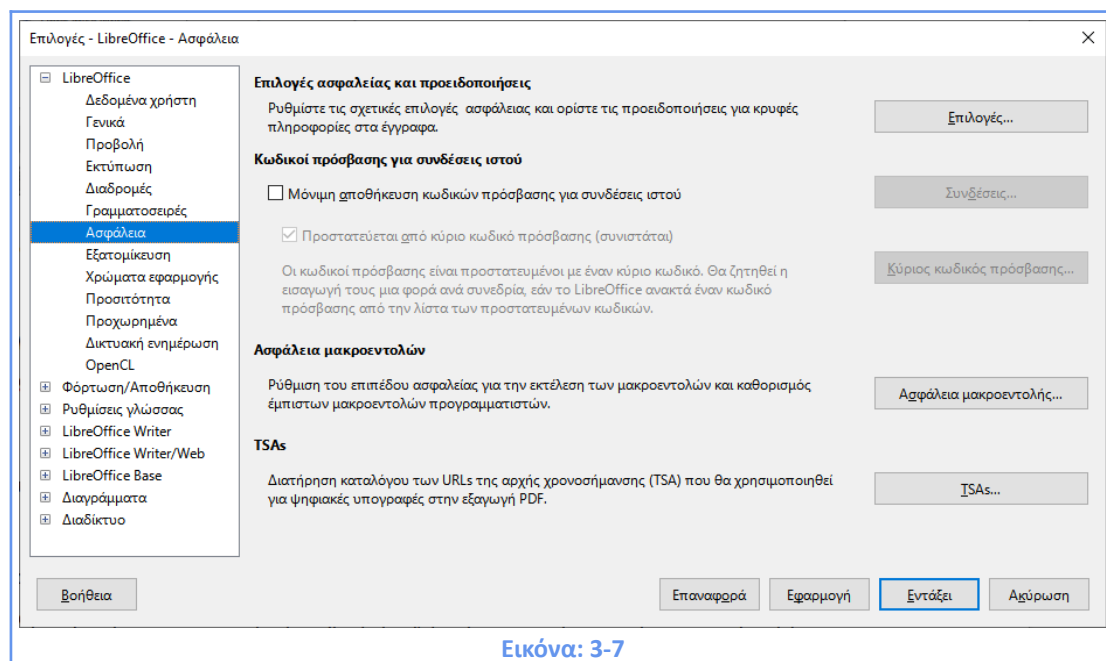 Επιλογές - LibreOffice - Ασφάλεια
LibreOffice
Δεδομένα χρήστη
Γενικά
Προβολή
Εκτύπωση
Διαδρομές
Γραμματοσειρές
Ασφάλεια
Εξατομίκευση
Χρώματα εφαρμογής
Προσιτότητα
Προχωρημένα
Δικτυακή ενημέρωση
OpenCL
Φόρτωση/Αποθήκευση
Ρυθμίσεις γλώσσας
LibreOffice Writer
LibreOffice Writer/Web
LibreOffice Base
Διαγράμματα
Διαδίκτυο
Επιλογές ασφαλείας και προειδοποιήσεις
Ρυθμίστε τις σχετικές επιλογές ασφάλειας και ορίστε τις προειδοποιήσεις για κρυφές
πληροφορίες στα έγγραφα.
Επιλογές...
Κωδικοί πρόσβασης για συνδέσεις ιστού
Μόνιμη αποθήκευση κωδικών πρόσβασης για συνδέσεις ιστού
Συνδέσεις...
Προστατεύεται από κύριο κωδικό πρόσβασης (συνιστάται)
Οι κωδικοί πρόσβασης είναι προστατευμένοι με έναν κύριο κωδικό. Θα ζητηθεί η
εισαγωγή τους μια φορά ανά συνεδρία, εάν το LibreOffice ανακτά έναν κωδικό
πρόσβασης από την λίστα των προστατευμένων κωδικών.
Κύριος κωδικός πρόσβασης...
Ασφάλεια μακροεντολών
Ρύθμιση του επιπέδου ασφαλείας για την εκτέλεση των μακροεντολών και καθορισμός
έμπιστων μακροεντολών προγραμματιστών.
Ασφάλεια μακροεντολής...
TSAs
Διατήρηση καταλόγου των URLs της αρχής χρονοσήμανσης (TSA) που θα χρησιμοποιηθεί
για ψηφιακές υπογραφές στην εξαγωγή PDF.
TSAs...
Βοήθεια
Επαναφορά
Εφαρμογή
Εντάξει
Ακύρωση
Εικόνα: 3-7